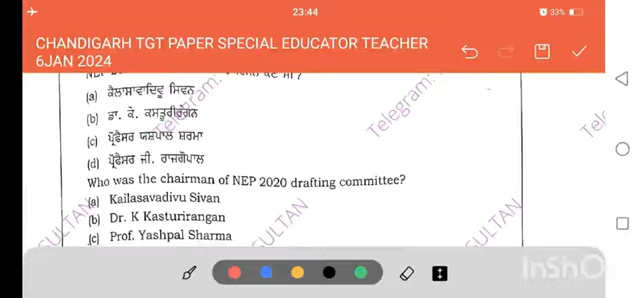 23:44
33%
CHANDIGARH TGT PAPER SPECIAL EDUCATOR TEACHER
6JAN 2024
(a) ਕੈਲਾਸਾਵਾਦਿਵੂ ਸਿਵਨ
(b) ਡਾ. ਕੇ. ਕਸਤੂਰੀਰੰਗਨ
(c) ਪ੍ਰੋਫੈਸਰ ਯਸ਼ਪਾਲ ਸ਼ਰਮਾ
(d) ਪ੍ਰੋਫੈਸਰ ਜੀ. ਰਾਜਗੋਪਾਲ
Who was the chairman of NEP 2020 drafting committee?
(a) Kailasavadivu Sivan
(b) Dr. K Kasturirangan
(c) Prof. Yashpal Sharma
Telegram:
Telegram:
SULTAN
SULTAN
SULTAN
InShO